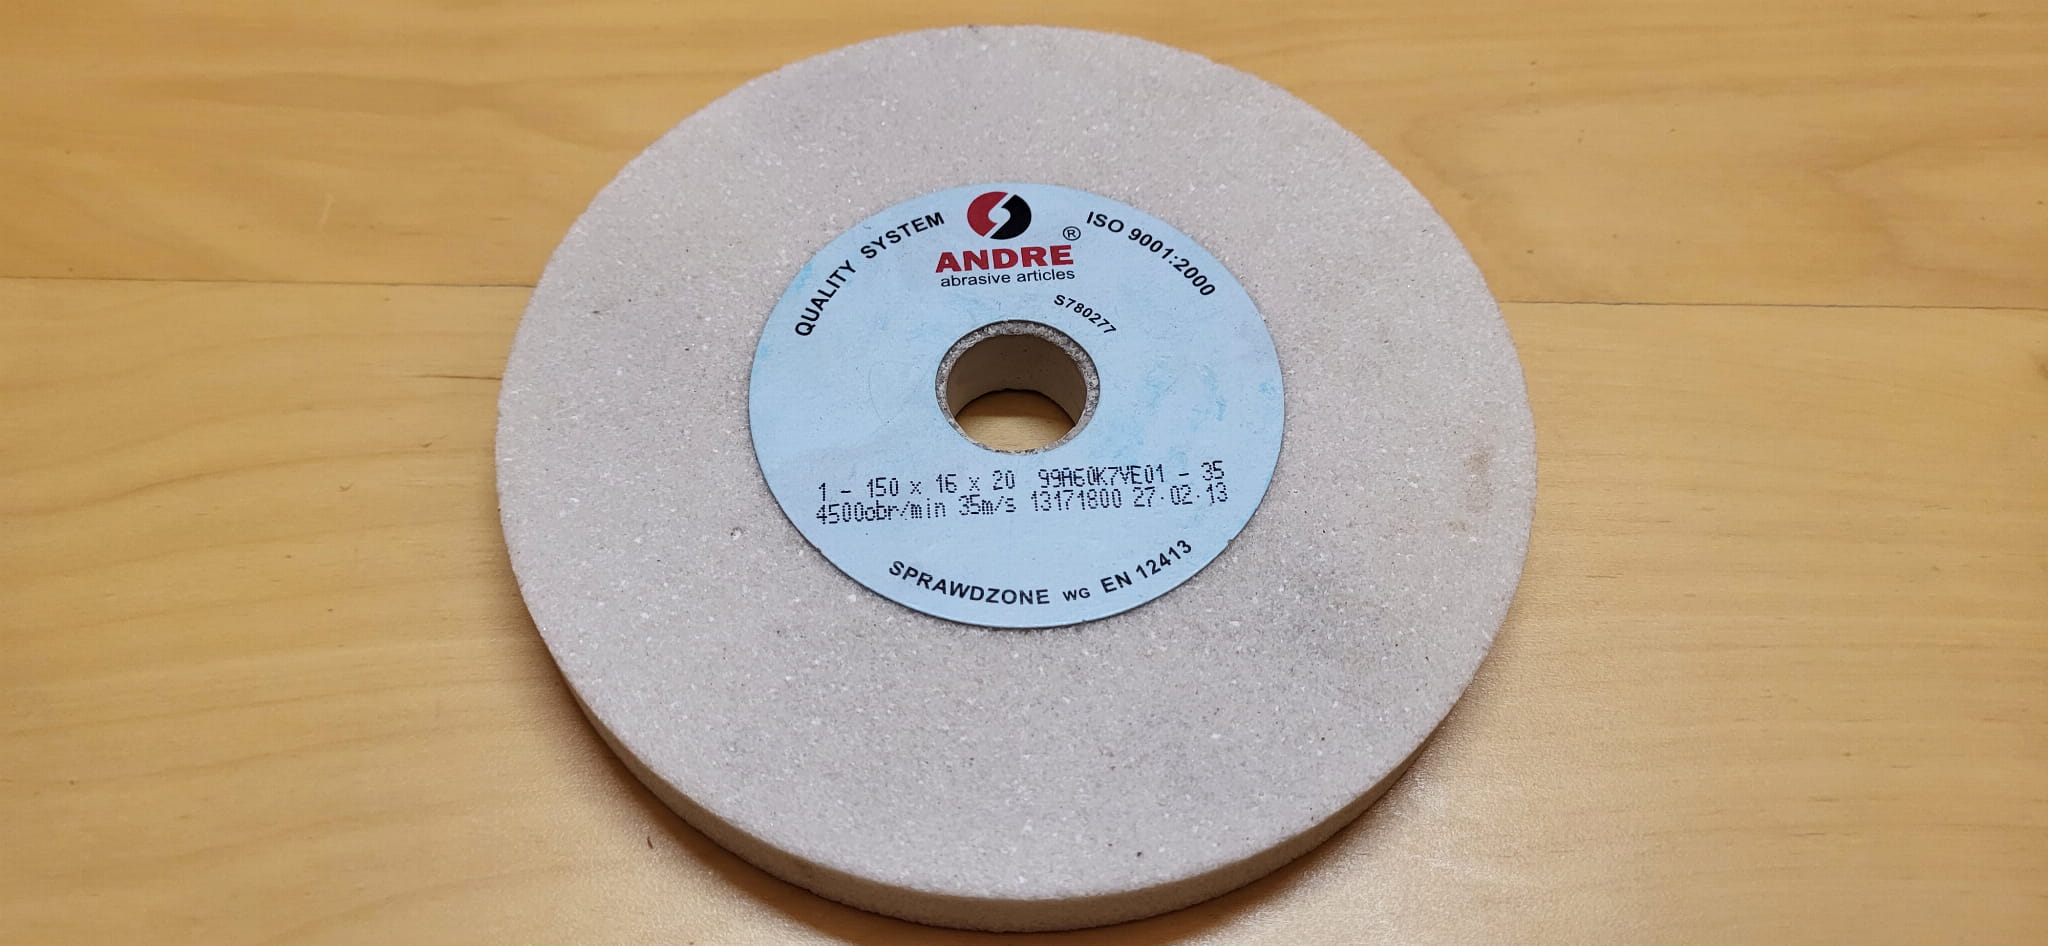 QUALITY SYSTEM
ISO 9001:2000
®
ANDRE
abrasive articles
S780277
1 - 150 x 16 x 20 99A60K7VE01 - 35
4500obr/min 35m/s 13171800 27.02.13
SPRAWDZONE WG EN 12413